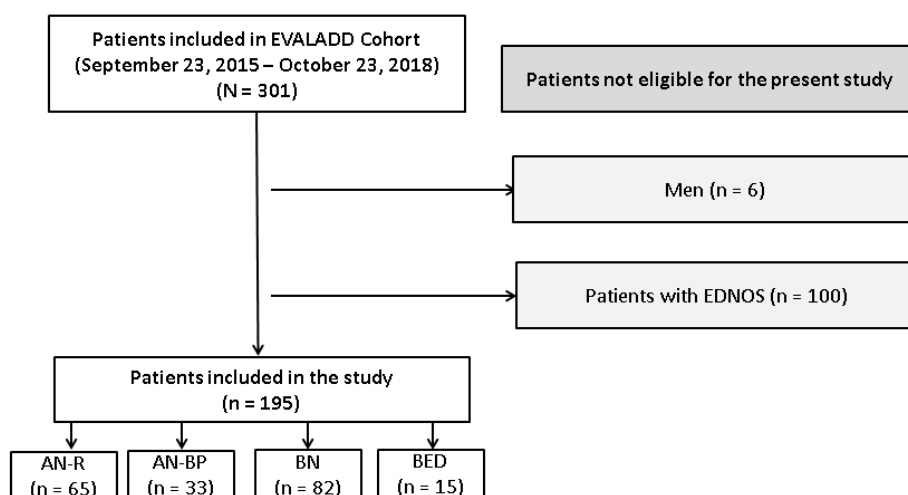 Patients included in EVALADD Cohort
(September 23, 2015 – October 23, 2018)
(N = 301)
Patients not eligible for the present study
Men (n = 6)
Patients with EDNOS (n = 100)
Patients included in the study
(n = 195)
AN-R
(n = 65)
AN-BP
(n = 33)
BN
(n = 82)
BED
(n = 15)